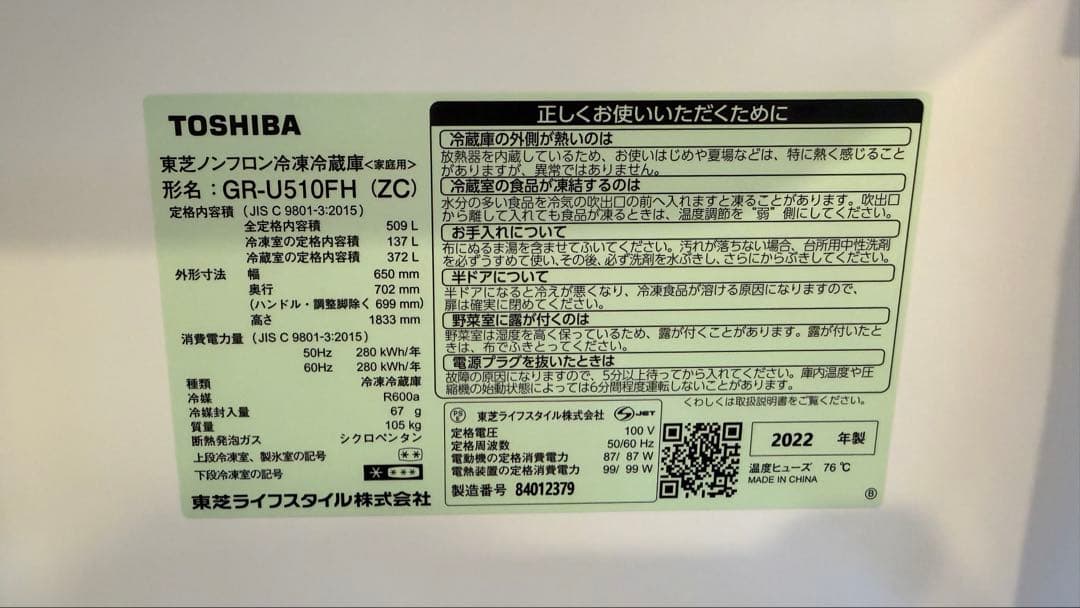 TOSHIBA
東芝ノンフロン冷凍冷蔵庫<家庭用>
形名：GR-U510FH (ZC)
定格内容積（JIS C 9801-3:2015）
全定格内容積 509 L
冷凍室の定格内容積 137 L
冷蔵室の定格内容積 372 L
外形寸法 幅 650 mm
奥行 702 mm
(ハンドル・調整脚除く 699 mm)
高さ 1833 mm
消費電力量（JIS C 9801-3:2015）
50Hz 280 kWh/年
60Hz 280 kWh/年
種類 冷凍冷蔵庫
冷媒 R600a
冷媒封入量 67 g
質量 105 kg
断熱発泡ガス シクロペンタン
上段冷凍室、製氷室の記号 **
下段冷凍室の記号 ****
東芝ライフスタイル株式会社
正しくお使いいただくために
冷蔵庫の外側が熱いのは
放熱器を内蔵しているため、お使いはじめや夏場などは、特に熱く感じること
がありますが、異常ではありません。
冷蔵室の食品が凍結するのは
水分の多い食品を冷気の吹出口の前へ入れますと凍ることがあります。吹出口
から離して入れても食品が凍るときは、温度調節を“弱”側にしてください。
お手入れについて
布にぬるま湯を含ませてふいてください。汚れが落ちない場合、台所用中性洗剤
を必ずうすめて使い、その後、必ず洗剤を水ぶきし、さらにからぶきしてください。
半ドアについて
半ドアになると冷えが悪くなり、冷凍食品が溶ける原因になりますので、
扉は確実に閉めてください。
野菜室に露が付くのは
野菜室は湿度を高く保っているため、露が付くことがあります。露が付いたと
きは、布でふきとってください。
電源プラグを抜いたときは
故障の原因になりますので、5分以上待ってから入れてください。庫内温度や圧
縮機の始動状態によっては6分間程度運転しないことがあります。
くわしくは取扱説明書をご覧ください。
PS E 東芝ライフスタイル株式会社 JET
定格電圧 100 V
定格周波数 50/60 Hz
電動機の定格消費電力 87/ 87 W
電熱装置の定格消費電力 99/ 99 W
製造番号 84012379
2022 年製
温度ヒューズ 76 ℃
MADE IN CHINA
B